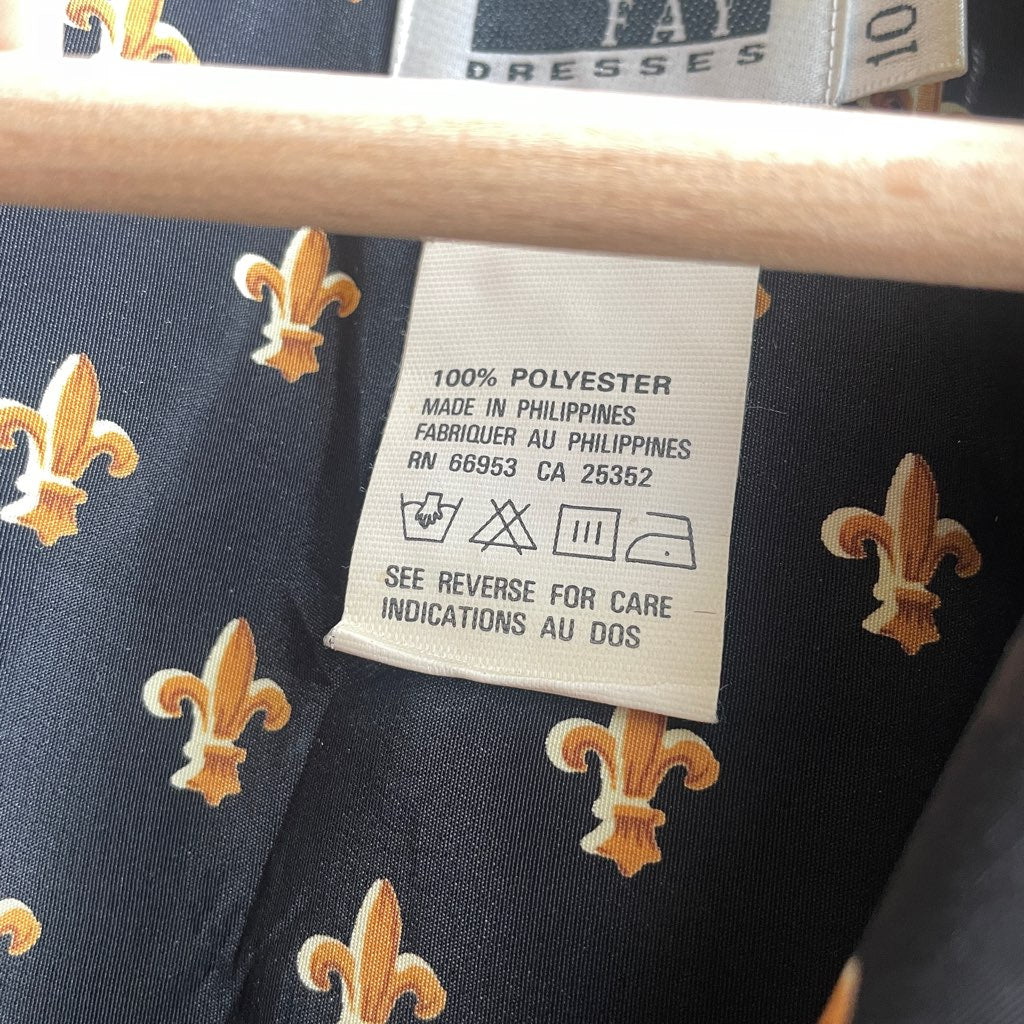 FAY
DRESSES
10
100% POLYESTER
MADE IN PHILIPPINES
FABRIQUER AU PHILIPPINES
RN 66953 CA 25352
SEE REVERSE FOR CARE
INDICATIONS AU DOS